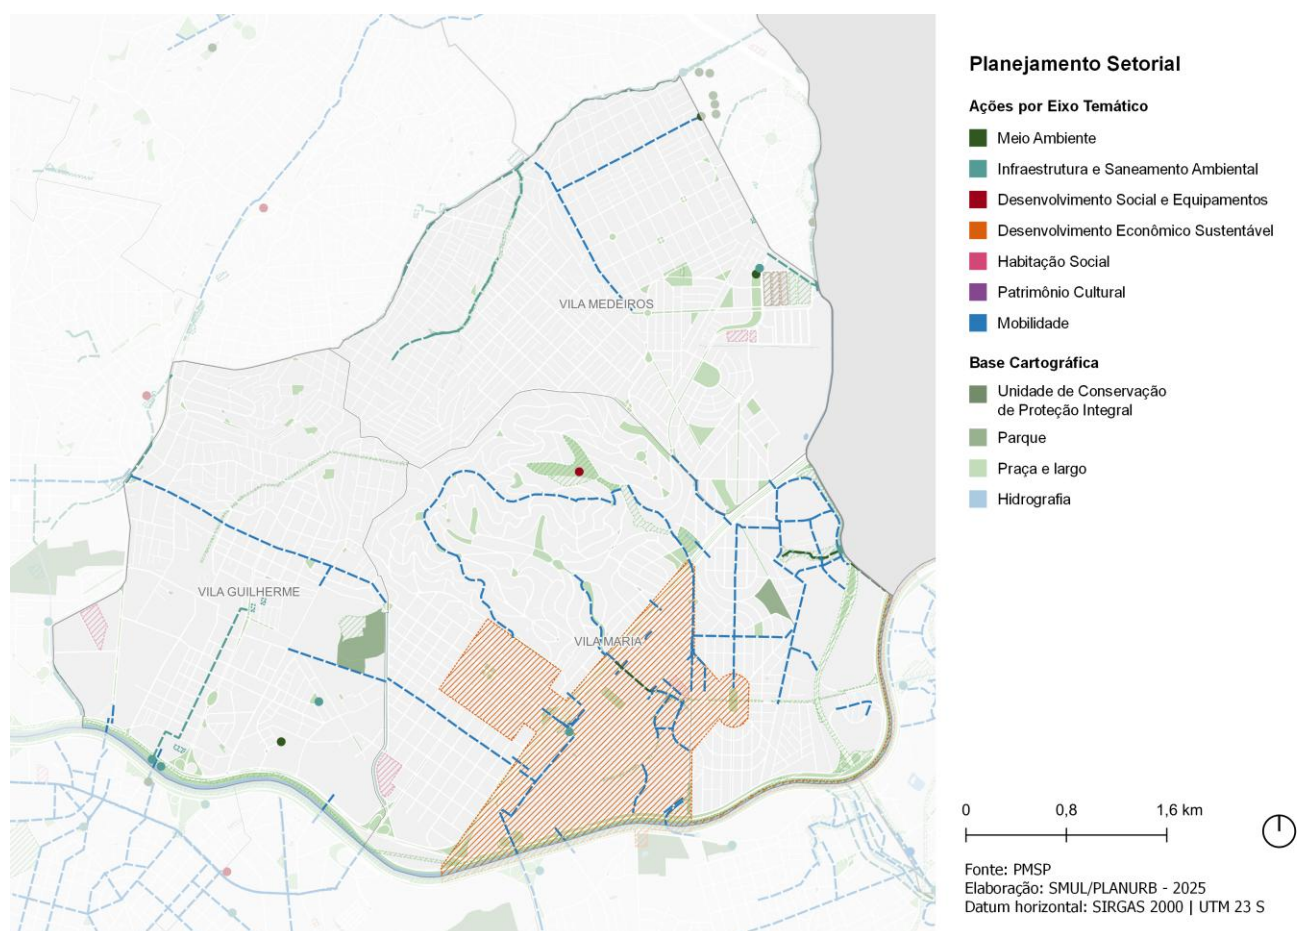 Planejamento Setorial
Ações por Eixo Temático
Meio Ambiente
Infraestrutura e Saneamento Ambiental
Desenvolvimento Social e Equipamentos
Desenvolvimento Econômico Sustentável
Habitação Social
Patrimônio Cultural
Mobilidade
Base Cartográfica
Unidade de Conservação
de Proteção Integral
Parque
Praça e largo
Hidrografia
VILA MEDEIROS
VILA GUILHERME
VILA MARIA
0 0,8 1,6 km
Fonte: PMSP
Elaboração: SMUL/PLANURB - 2025
Datum horizontal: SIRGAS 2000 | UTM 23 S